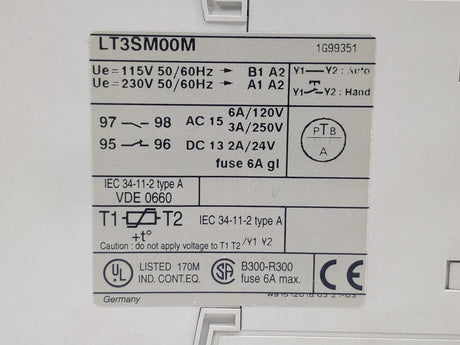 LT3SM00M 1G99351
Ue=115V 50/60Hz → B1 A2 Y1—Y2: Auto
Ue=230V 50/60Hz → A1 A2 Y1 Y2: Hand
97 98 AC 15 6A/120V
3A/250V
95 96 DC 13 2A/24V
fuse 6A gl
PTB
A
IEC 34-11-2 type A
VDE 0660
T1 T2 IEC 34-11-2 type A
+t°
Caution : do not apply voltage to T1 T2/Y1 Y2
UL LISTED 170M SA B300-R300 CE
IND. CONT.EQ. fuse 6A max.
Germany